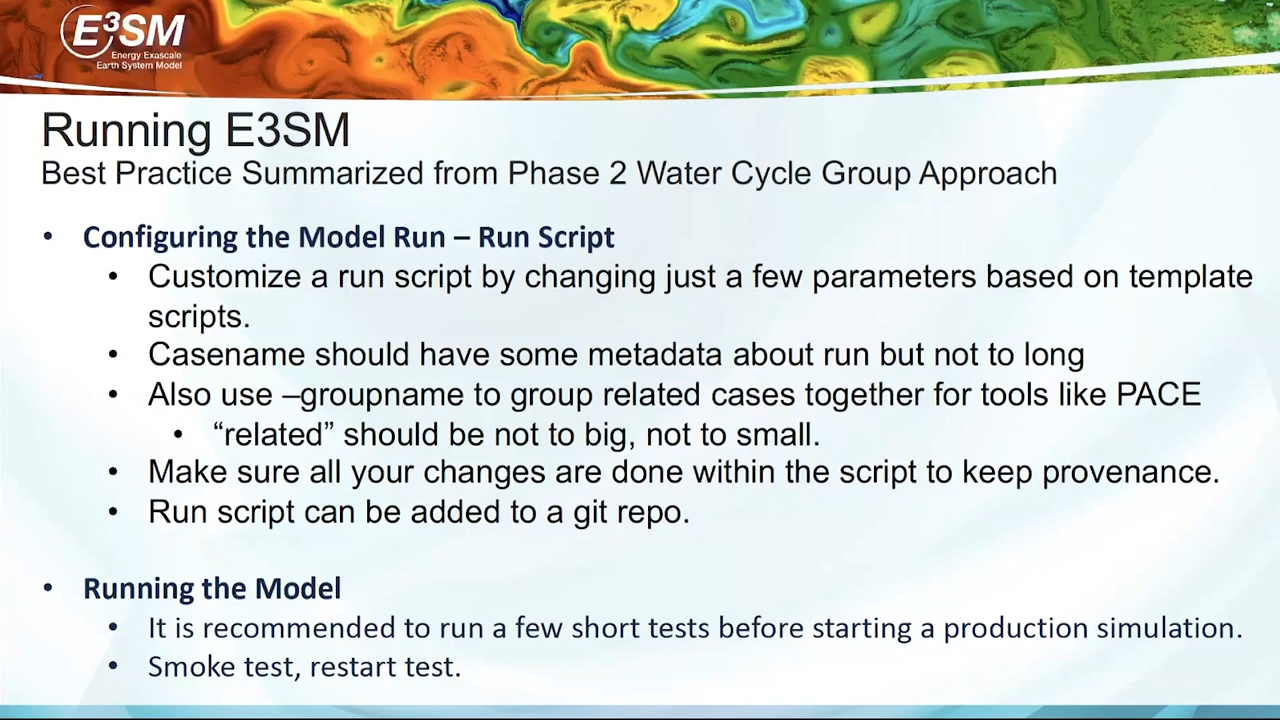 E3SM
Energy Exascale
Earth System Model
Running E3SM
Best Practice Summarized from Phase 2 Water Cycle Group Approach
• Configuring the Model Run – Run Script
• Customize a run script by changing just a few parameters based on template
scripts.
• Casename should have some metadata about run but not to long
• Also use –groupname to group related cases together for tools like PACE
• “related” should be not to big, not to small.
• Make sure all your changes are done within the script to keep provenance.
• Run script can be added to a git repo.
• Running the Model
• It is recommended to run a few short tests before starting a production simulation.
• Smoke test, restart test.